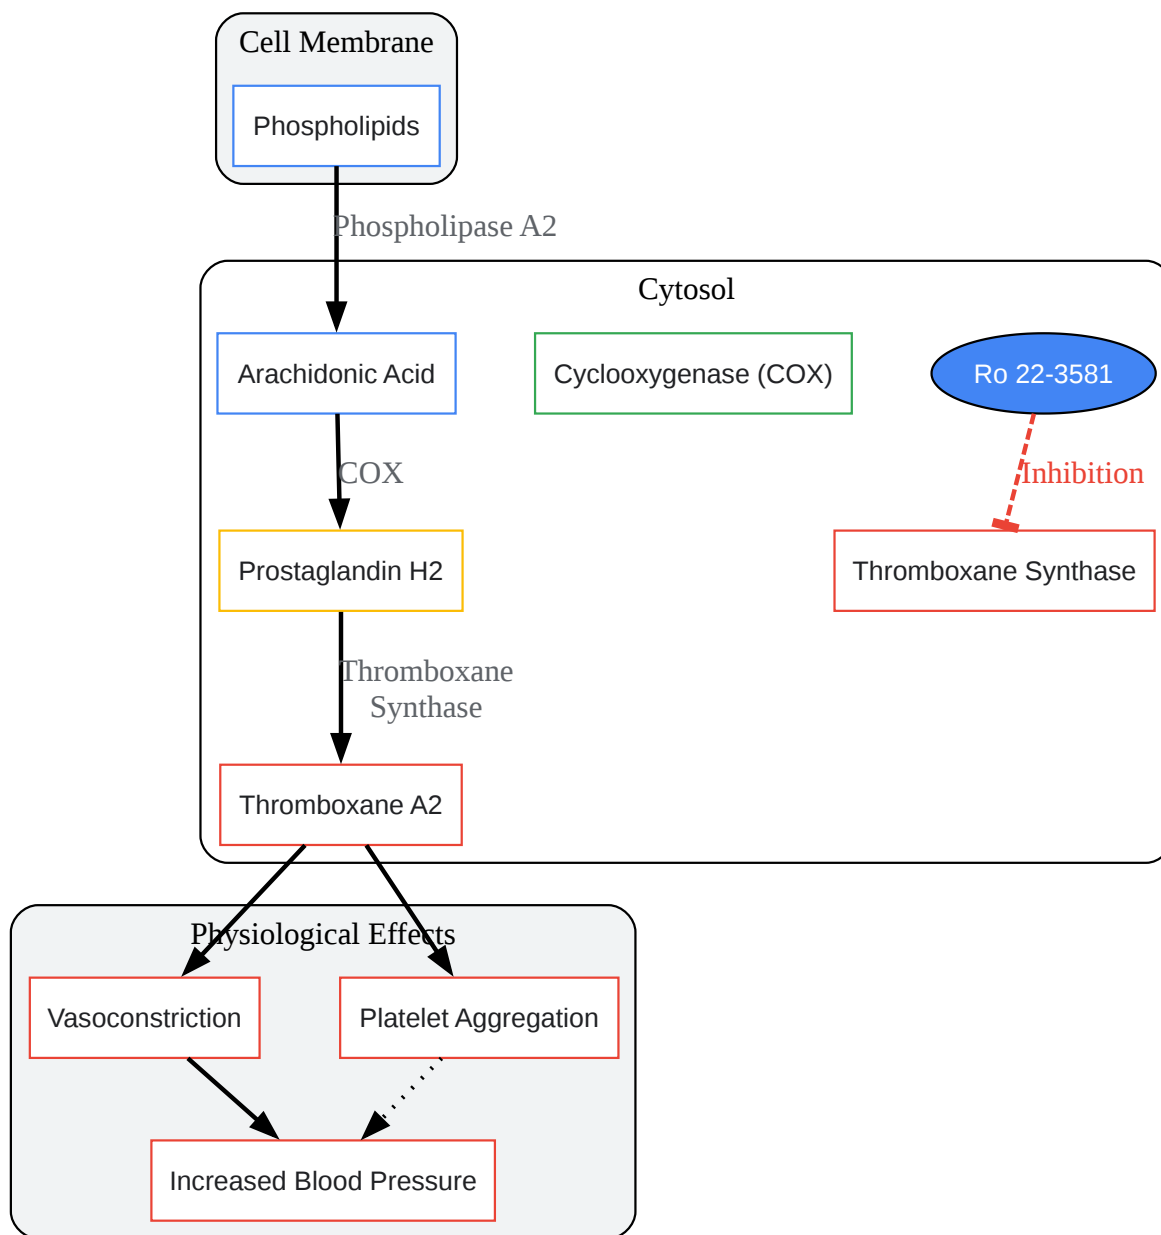 Cell Membrane
Phospholipids
Phospholipase A2
Cytosol
Arachidonic Acid
Cyclooxygenase (COX)
Ro 22-3581
COX
Inhibition
Prostaglandin H2
Thromboxane Synthase
Thromboxane
Synthase
Thromboxane A2
Physiological Effects
Vasoconstriction
Platelet Aggregation
Increased Blood Pressure